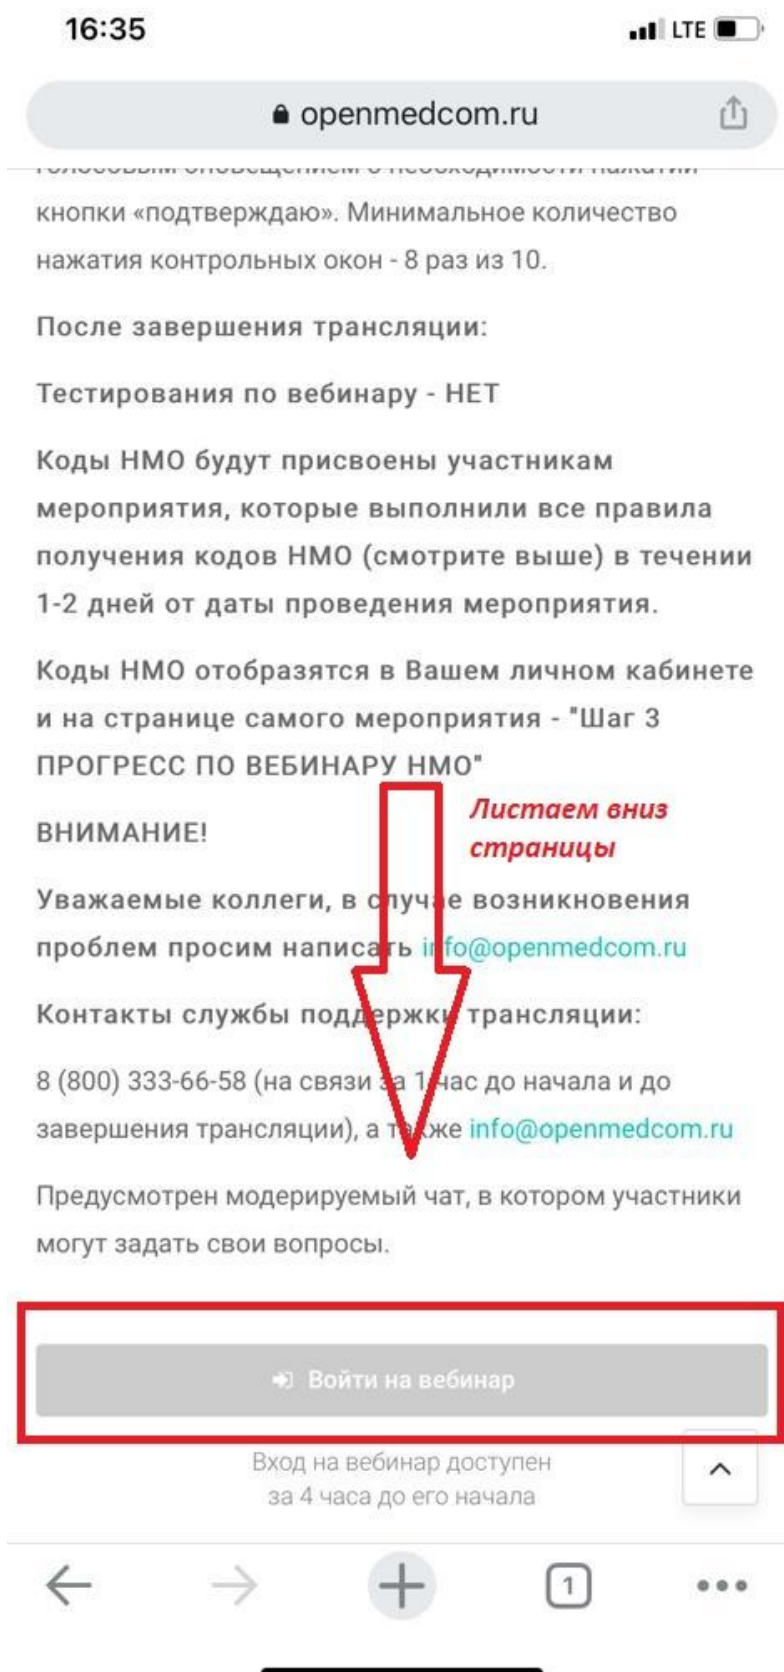 16:35
LTE
openmedcom.ru
голосовым оповещением о необходимости нажатии
кнопки «подтверждаю». Минимальное количество
нажатия контрольных окон - 8 раз из 10.
После завершения трансляции:
Тестирования по вебинару - НЕТ
Коды НМО будут присвоены участникам
мероприятия, которые выполнили все правила
получения кодов НМО (смотрите выше) в течении
1-2 дней от даты проведения мероприятия.
Коды НМО отобразятся в Вашем личном кабинете
и на странице самого мероприятия - "Шаг 3
ПРОГРЕСС ПО ВЕБИНАРУ НМО"
Листаем вниз
страницы
ВНИМАНИЕ!
Уважаемые коллеги, в случае возникновения
проблем просим написать info@openmedcom.ru
Контакты службы поддержки трансляции:
8 (800) 333-66-58 (на связи за 1 час до начала и до
завершения трансляции), а также info@openmedcom.ru
Предусмотрен модерируемый чат, в котором участники
могут задать свои вопросы.
Войти на вебинар
Вход на вебинар доступен
за 4 часа до его начала
1